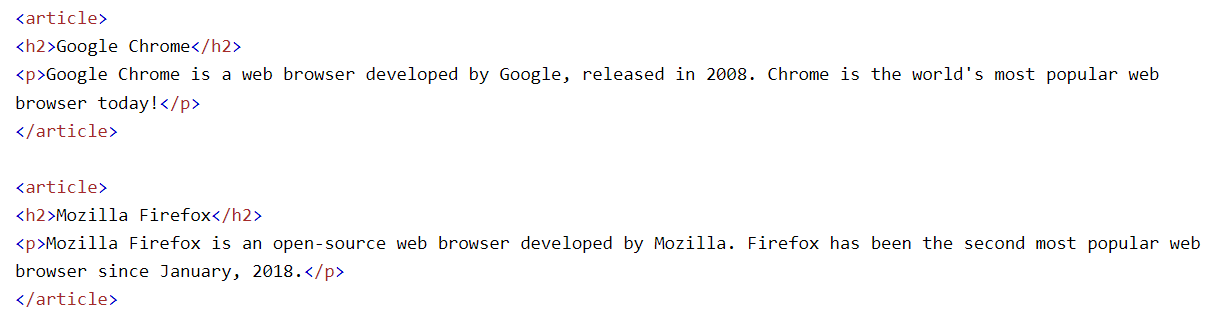 <article>
<h2>Google Chrome</h2>
<p>Google Chrome is a web browser developed by Google, released in 2008. Chrome is the world's most popular web
browser today!</p>
</article>
<article>
<h2>Mozilla Firefox</h2>
<p>Mozilla Firefox is an open-source web browser developed by Mozilla. Firefox has been the second most popular web
browser since January, 2018.</p>
</article>